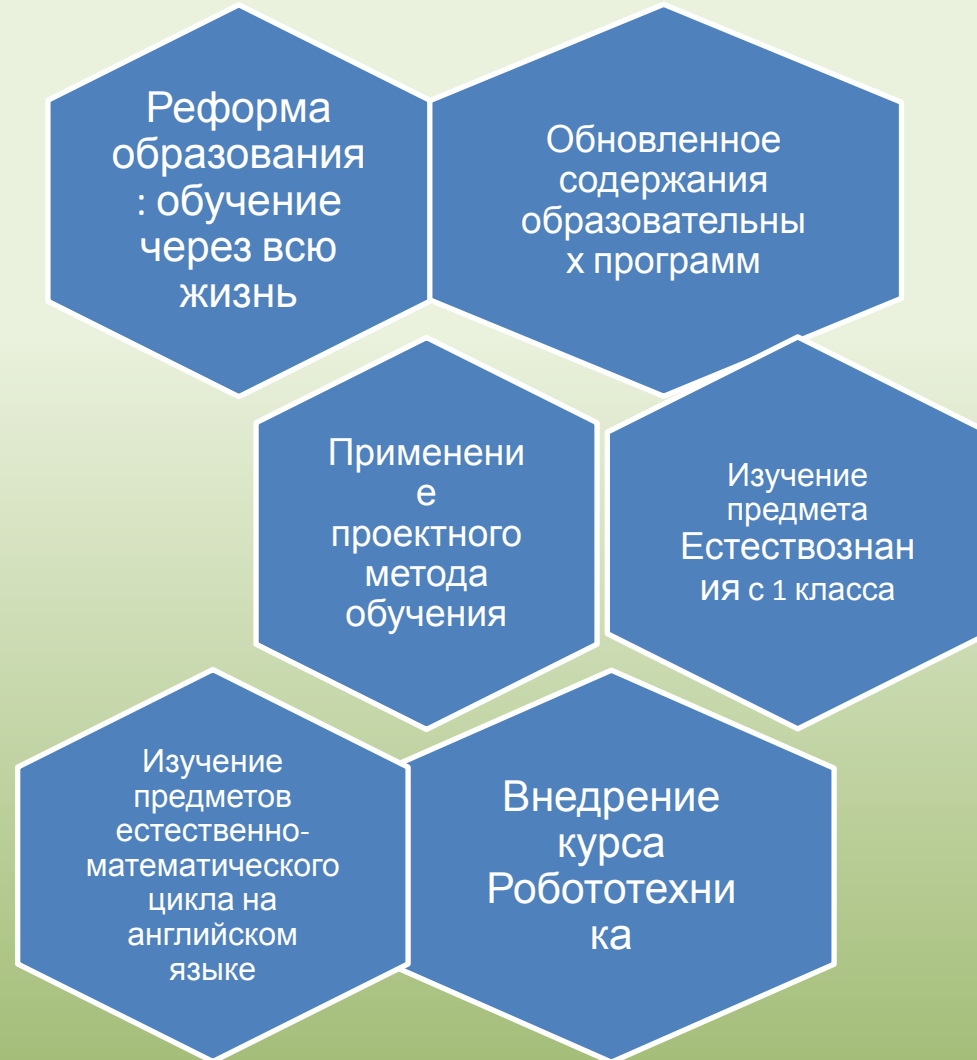 Реформа
образования
: обучение
через всю
жизнь
Обновленное
содержания
образовательны
х программ
Применени
е
проектного
метода
обучения
Изучение
предмета
Естествознан
ия с 1 класса
Изучение
предметов
естественно-
математического
цикла на
английском
языке
Внедрение
курса
Робототехни
ка